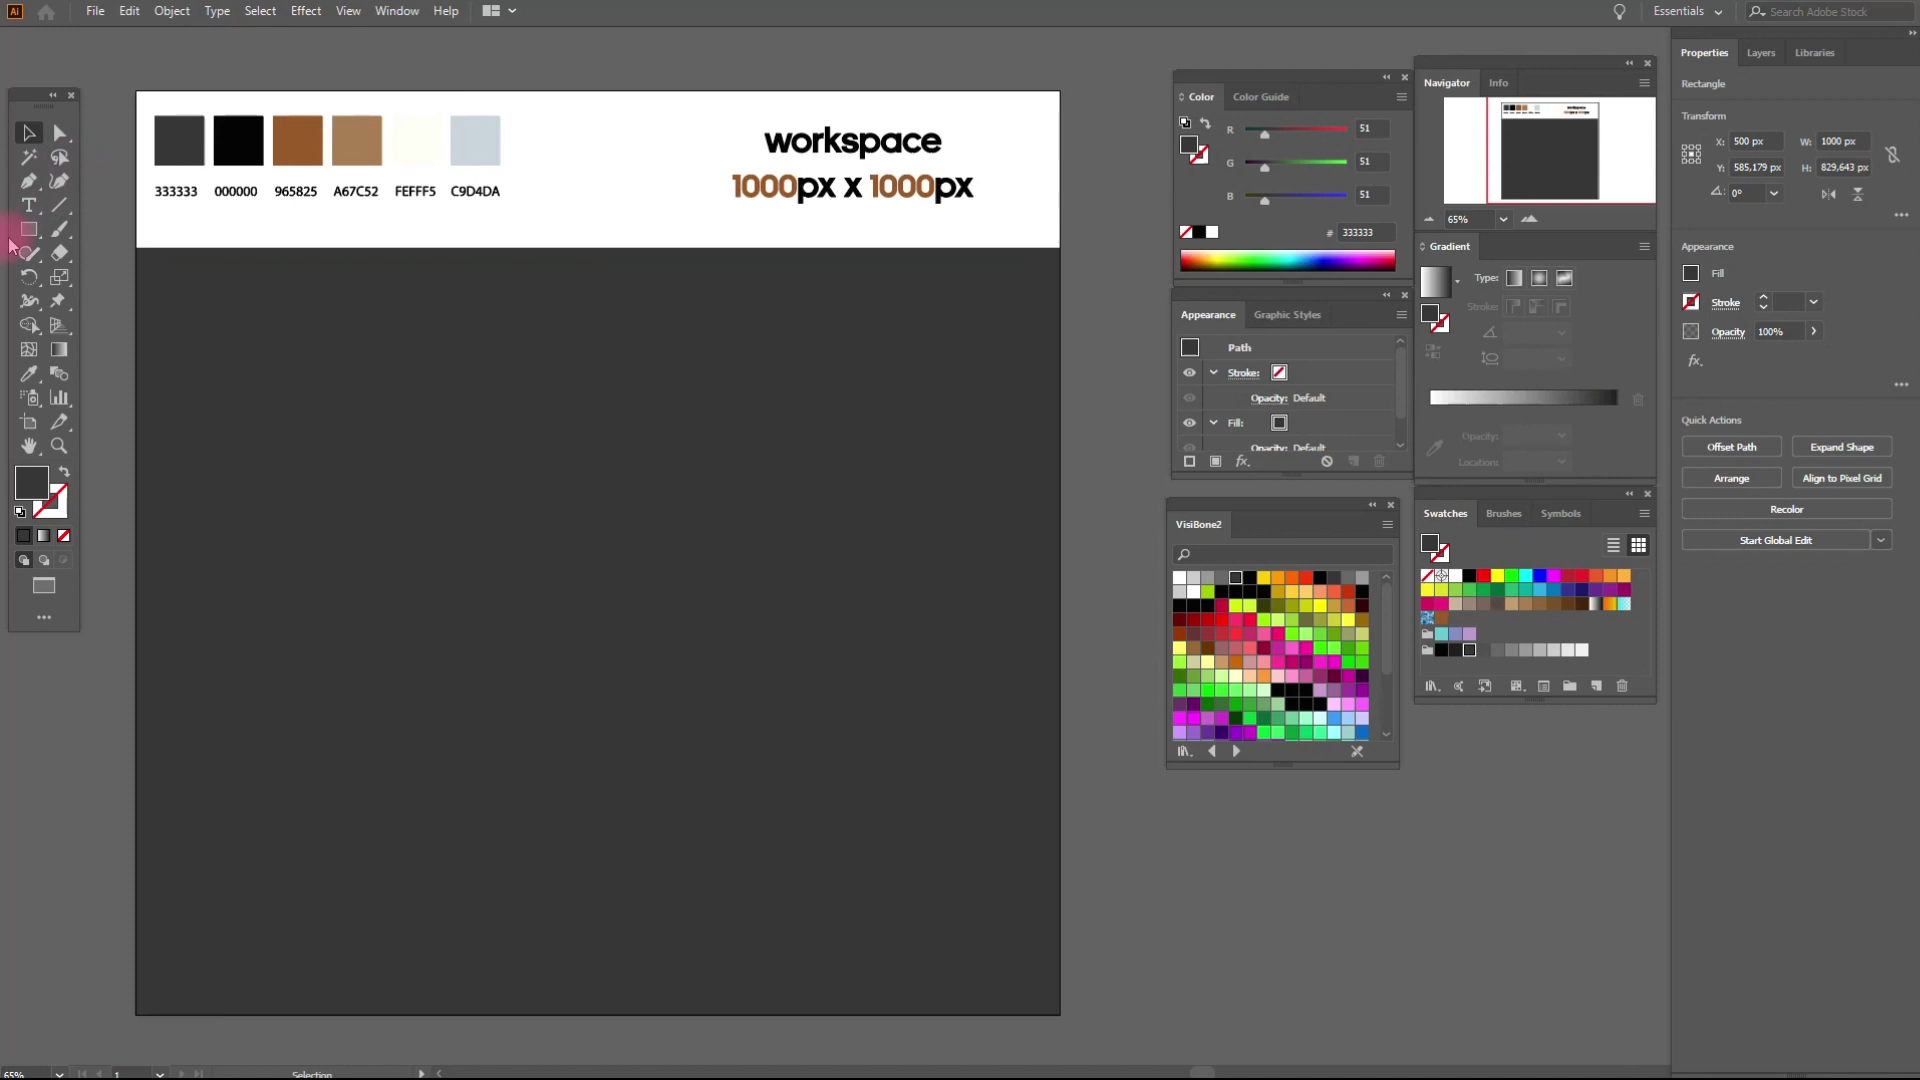 Ai File Edit Object Type Select Effect View Window Help
Essentials
Search Adobe Stock
333333 000000 965825 A67C52 FEFFF5 C9D4DA
workspace
1000px x 1000px
Color Color Guide
R 51
G 51
B 51
# 333333
Appearance Graphic Styles
Path
Stroke:
Opacity: Default
Fill:
Opacity: Default
VisiBone2
Navigator Info
65%
Gradient
Type:
Stroke:
Opacity:
Location:
Swatches Brushes Symbols
Properties Layers Libraries
Rectangle
Transform
X: 500 px W: 1000 px
Y: 585,179 px H: 829,643 px
0°
Appearance
Fill
Stroke
Opacity 100%
fx.
Quick Actions
Offset Path Expand Shape
Arrange Align to Pixel Grid
Recolor
Start Global Edit
65% 1 Selection